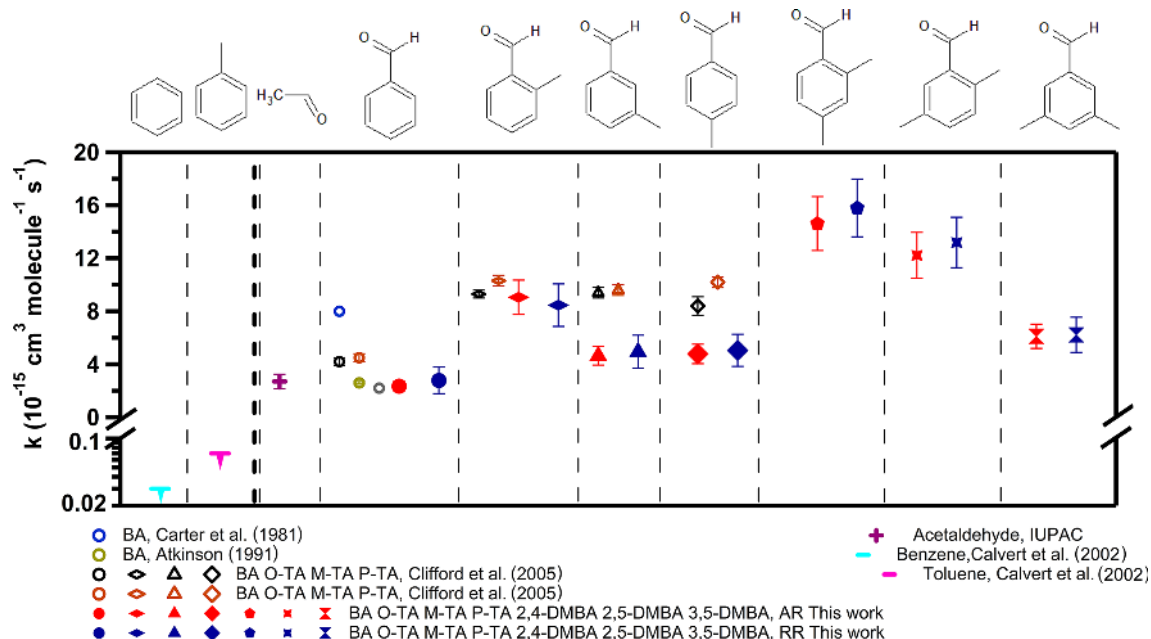 O H
O H
O H
O H
O H
O H
O H
H3C O
20
16
12
8
4
0
0.1
0.02
k (10⁻¹⁵ cm³ molecule⁻¹ s⁻¹)
BA, Carter et al. (1981)
BA, Atkinson (1991)
BA O-TA M-TA P-TA, Clifford et al. (2005)
BA O-TA M-TA P-TA, Clifford et al. (2005)
BA O-TA M-TA P-TA 2,4-DMBA 2,5-DMBA 3,5-DMBA, AR This work
BA O-TA M-TA P-TA 2,4-DMBA 2,5-DMBA 3,5-DMBA, RR This work
Acetaldehyde, IUPAC
Benzene,Calvert et al. (2002)
Toluene, Calvert et al. (2002)